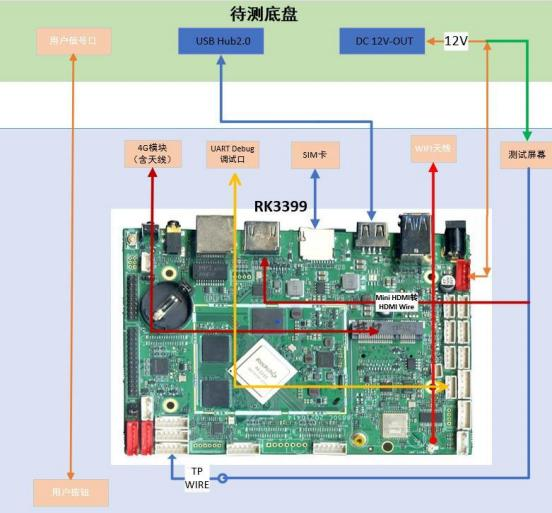 待测底盘
用户信号口
USB Hub2.0
DC 12V-OUT
12V
4G模块
（含天线）
UART Debug
调试口
SIM卡
WIFI天线
测试屏幕
RK3399
Mini HDMI转
HDMI Wire
Rockchip
TP
WIRE
用户按钮